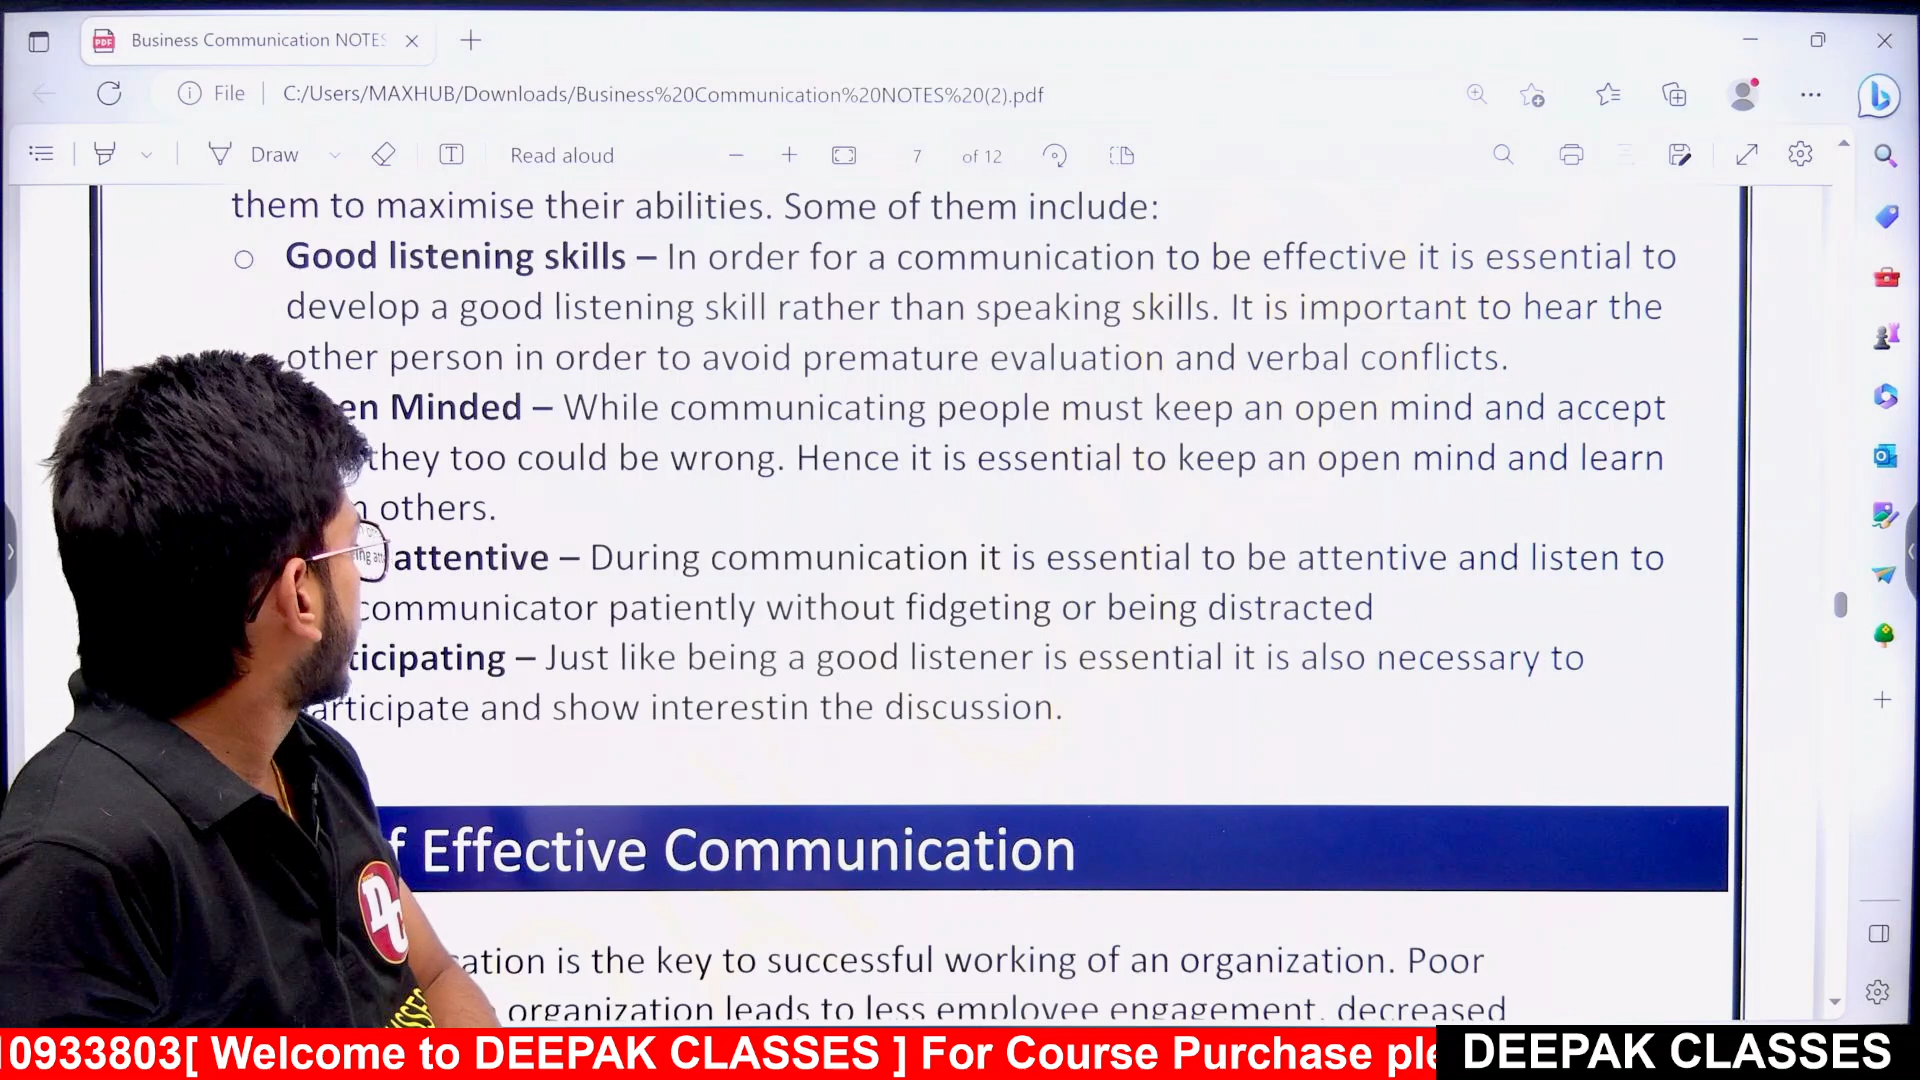 Business Communication NOTES
File C:/Users/MAXHUB/Downloads/Business%20Communication%20NOTES%20(2).pdf
Draw Read aloud 7 of 12
them to maximise their abilities. Some of them include:
Good listening skills – In order for a communication to be effective it is essential to
develop a good listening skill rather than speaking skills. It is important to hear the
other person in order to avoid premature evaluation and verbal conflicts.
en Minded – While communicating people must keep an open mind and accept
they too could be wrong. Hence it is essential to keep an open mind and learn
others.
attentive – During communication it is essential to be attentive and listen to
communicator patiently without fidgeting or being distracted
ticipating – Just like being a good listener is essential it is also necessary to
articipate and show interestin the discussion.
f Effective Communication
cation is the key to successful working of an organization. Poor
organization leads to less employee engagement, decreased
DC
10933803[ Welcome to DEEPAK CLASSES ] For Course Purchase ple
DEEPAK CLASSES